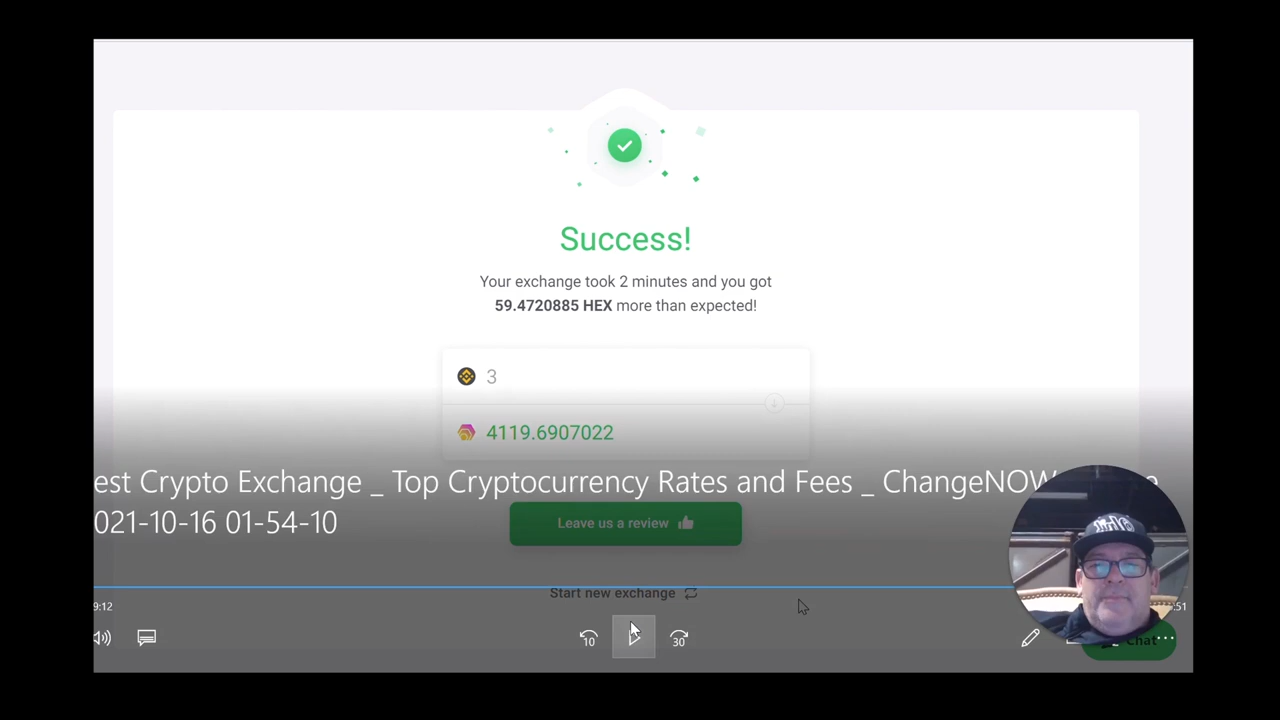 Success!
Your exchange took 2 minutes and you got
59.4720885 HEX more than expected!
3
4119.6907022
est Crypto Exchange _ Top Cryptocurrency Rates and Fees _ ChangeNOW
021-10-16 01-54-10
Leave us a review
Start new exchange
9:12
51
10
30
Chat